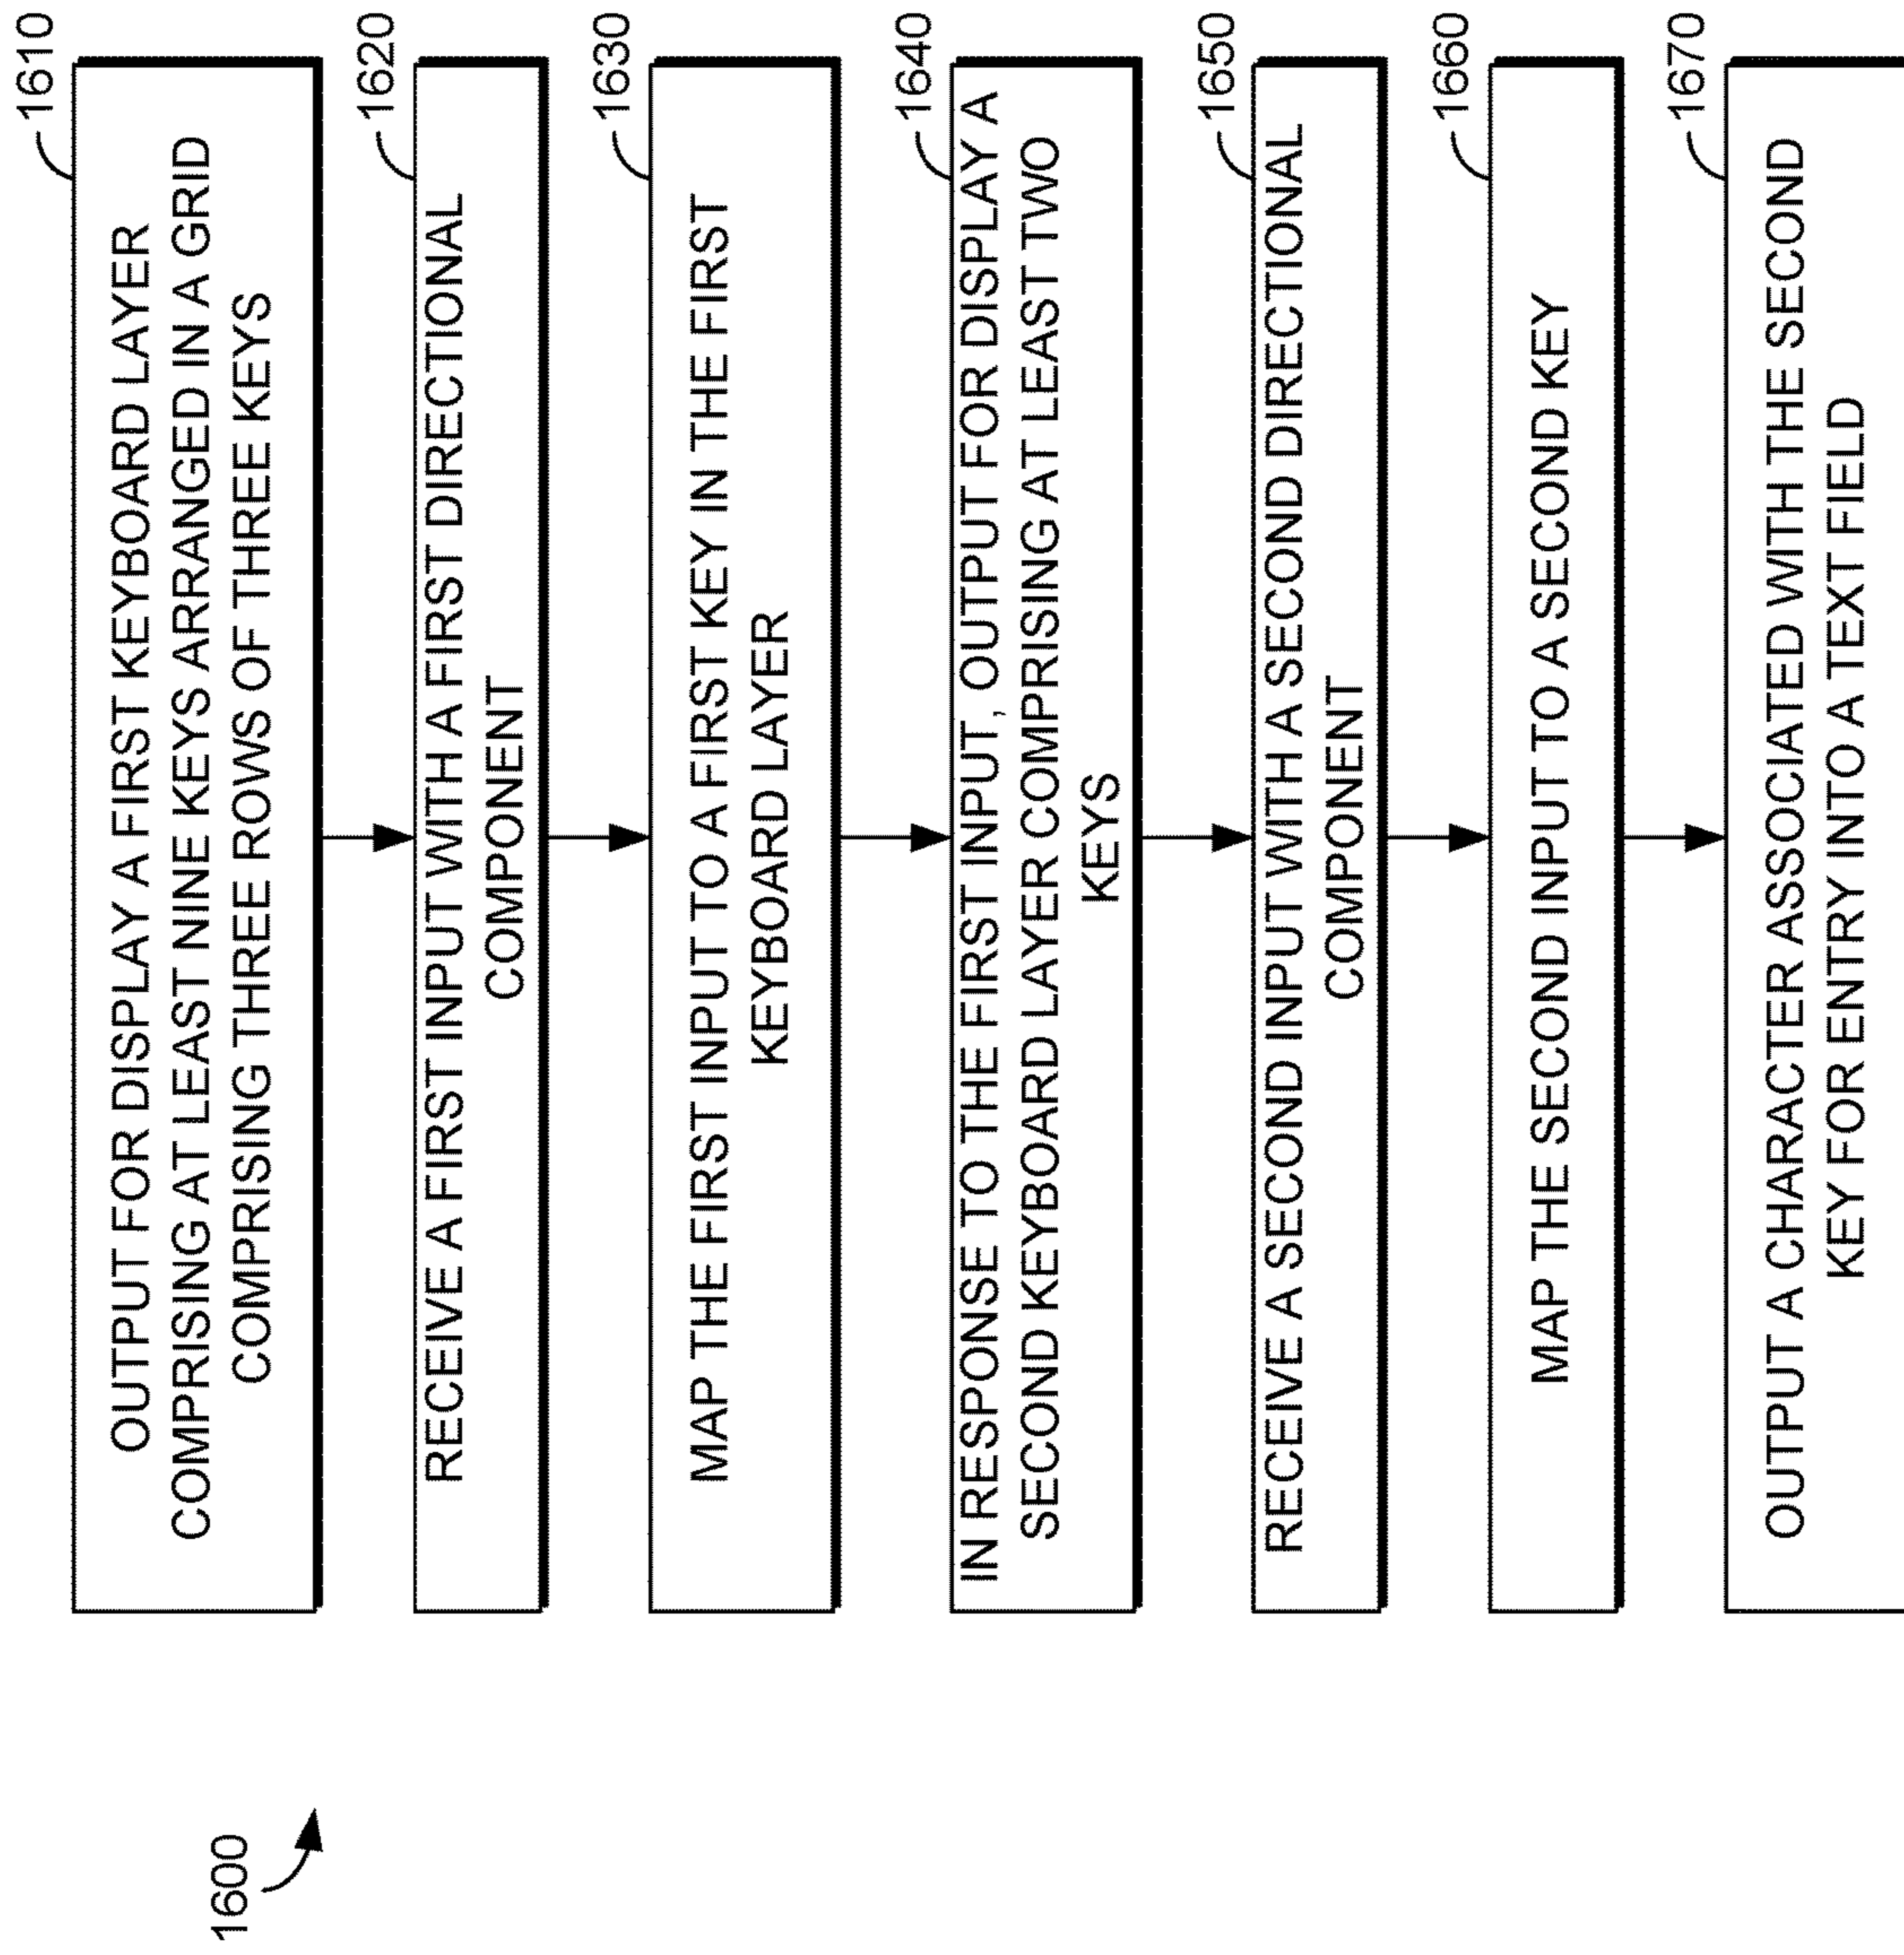 1600
1610
OUTPUT FOR DISPLAY A FIRST KEYBOARD LAYER
COMPRISING AT LEAST NINE KEYS ARRANGED IN A GRID
COMPRISING THREE ROWS OF THREE KEYS
1620
RECEIVE A FIRST INPUT WITH A FIRST DIRECTIONAL
COMPONENT
1630
MAP THE FIRST INPUT TO A FIRST KEY IN THE FIRST
KEYBOARD LAYER
1640
IN RESPONSE TO THE FIRST INPUT, OUTPUT FOR DISPLAY A
SECOND KEYBOARD LAYER COMPRISING AT LEAST TWO
KEYS
1650
RECEIVE A SECOND INPUT WITH A SECOND DIRECTIONAL
COMPONENT
1660
MAP THE SECOND INPUT TO A SECOND KEY
1670
OUTPUT A CHARACTER ASSOCIATED WITH THE SECOND
KEY FOR ENTRY INTO A TEXT FIELD